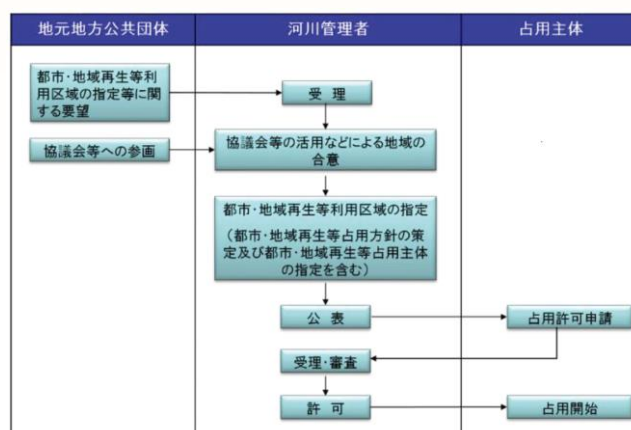 地元地方公共団体
河川管理者
占用主体
都市・地域再生等利
用区域の指定等に関
する要望
受 理
協議会等への参画
協議会等の活用などによる地域の
合意
都市・地域再生等利用区域の指定
（都市・地域再生等占用方針の策
定及び都市・地域再生等占用主体
の指定を含む）
公 表
占用許可申請
受理・審査
許 可
占用開始